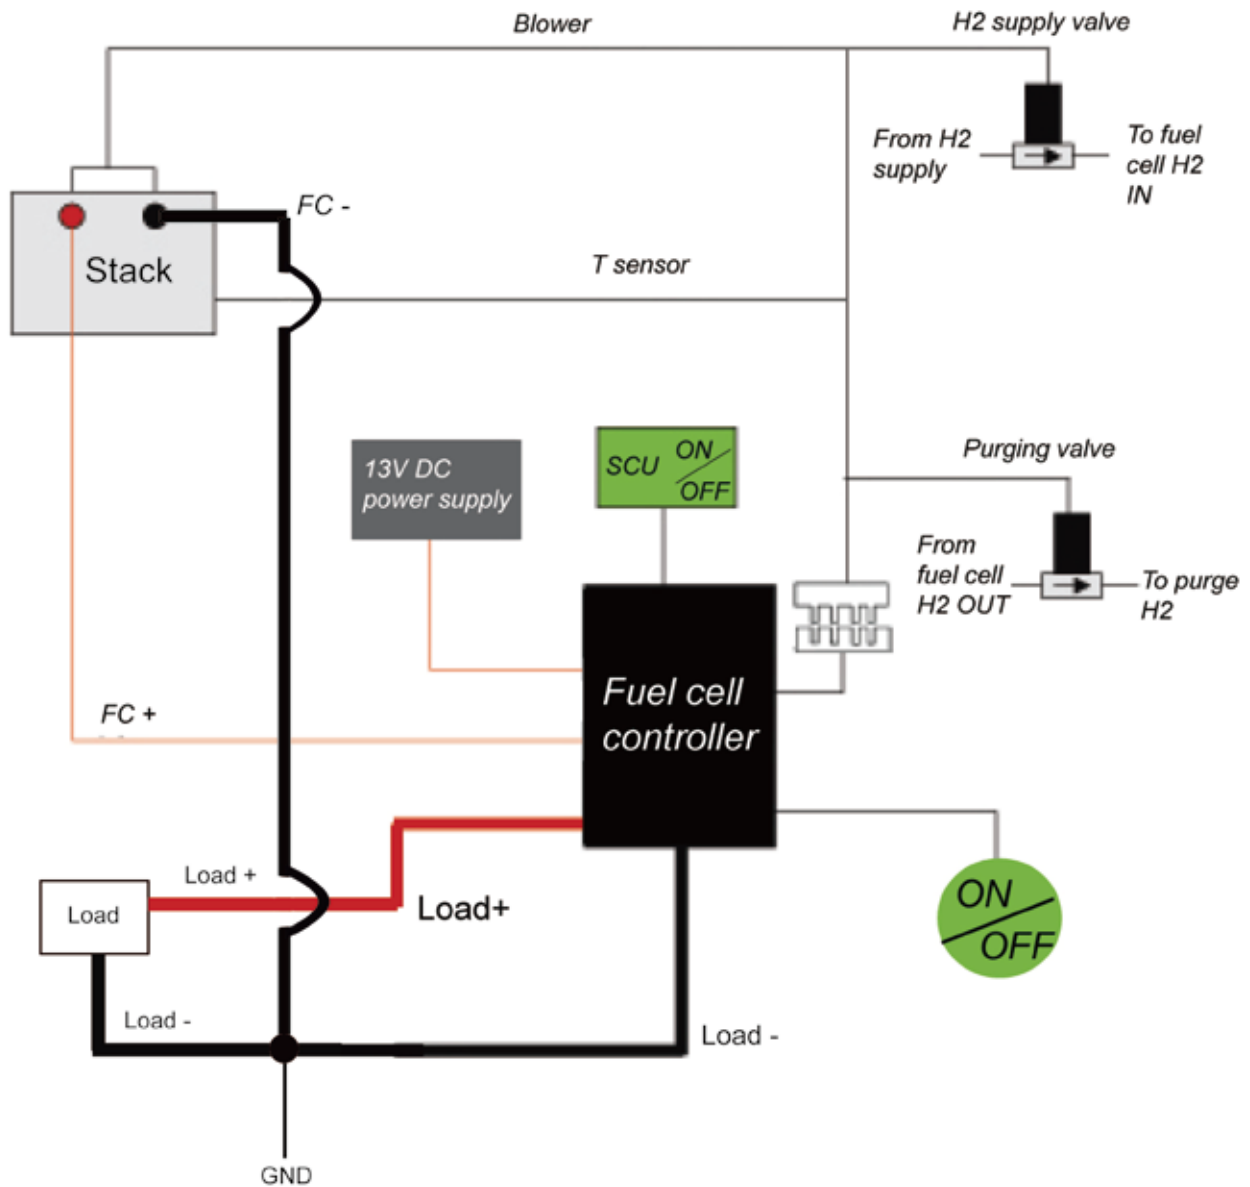 Blower
H2 supply valve
From H2
supply
To fuel
cell H2
IN
FC -
Stack
T sensor
13V DC
power supply
SCU
ON
OFF
Purging valve
From
fuel cell
H2 OUT
To purge
H2
Fuel cell
controller
FC +
Load +
Load+
Load
ON
OFF
Load -
Load -
GND